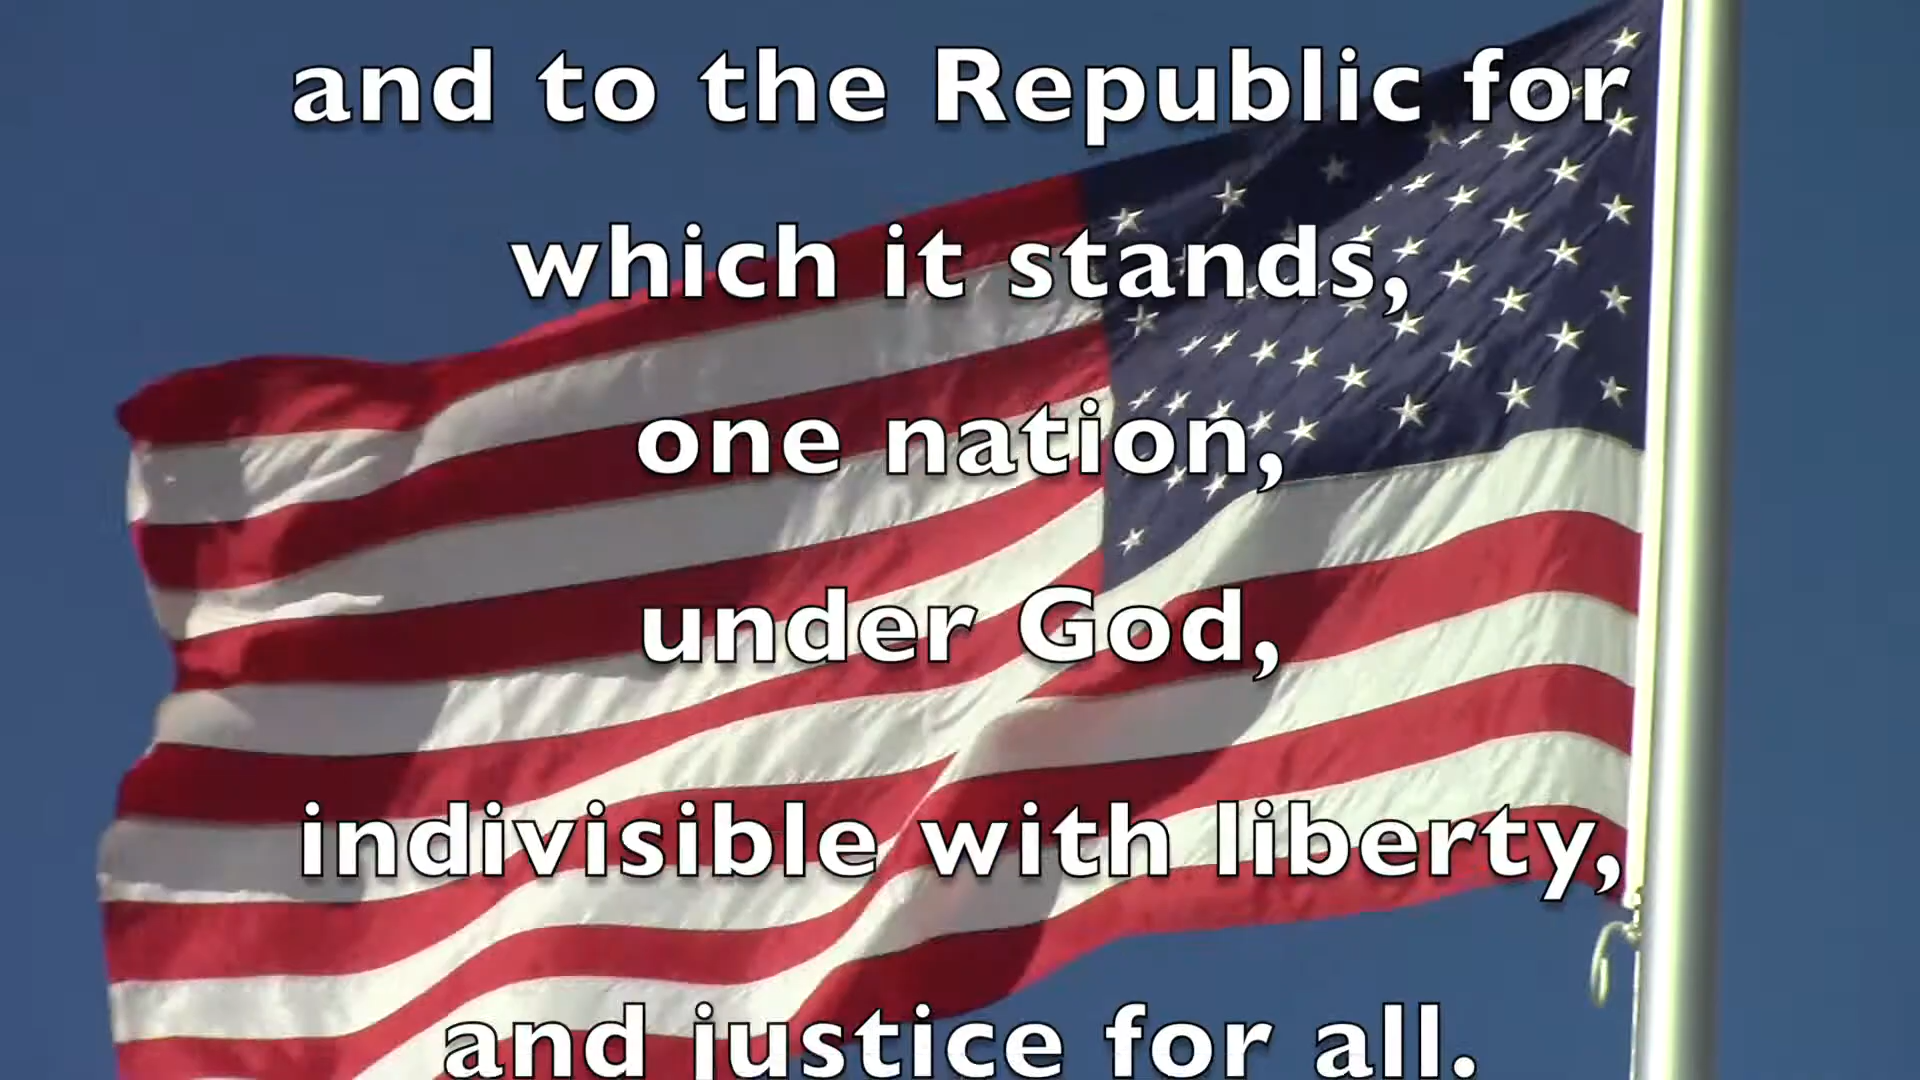 and to the Republic for
which it stands,
one nation,
under God,
indivisible with liberty,
and justice for all.